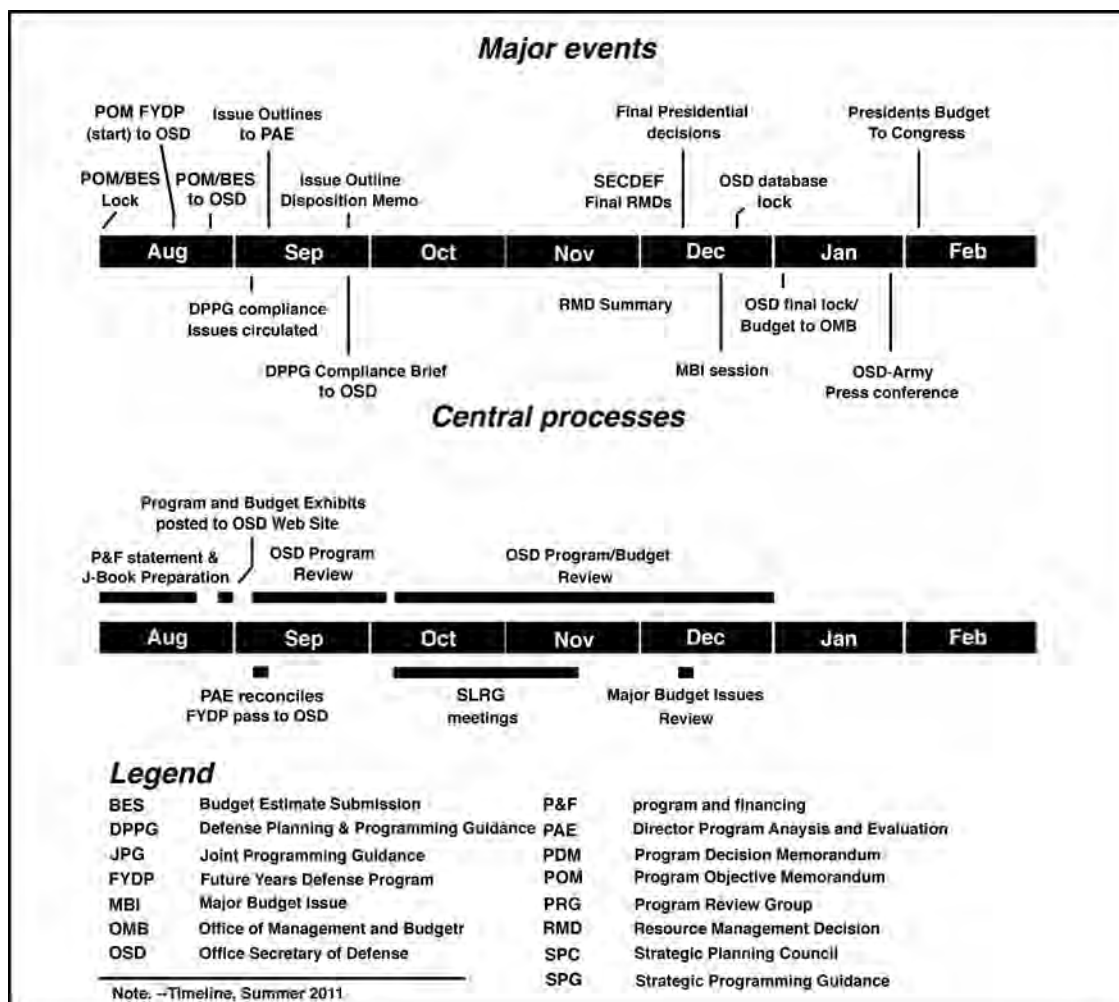 Major events
POM FYDP
(start) to OSD
Issue Outlines
to PAE
Final Presidential
decisions
Presidents Budget
To Congress
POM/BES
Lock
POM/BES
to OSD
Issue Outline
Disposition Memo
SECDEF
Final RMDs
OSD database
lock
Aug Sep Oct Nov Dec Jan Feb
DPPG compliance
Issues circulated
RMD Summary
OSD final lock/
Budget to OMB
DPPG Compliance Brief
to OSD
MBI session
OSD-Army
Press conference
Central processes
Program and Budget Exhibits
posted to OSD Web Site
P&F statement &
J-Book Preparation
OSD Program
Review
OSD Program/Budget
Review
Aug Sep Oct Nov Dec Jan Feb
PAE reconciles
FYDP pass to OSD
SLRG
meetings
Major Budget Issues
Review
Legend
BES Budget Estimate Submission
DPPG Defense Planning & Programming Guidance
JPG Joint Programming Guidance
FYDP Future Years Defense Program
MBI Major Budget Issue
OMB Office of Management and Budgetr
OSD Office Secretary of Defense
P&F program and financing
PAE Director Program Anaysis and Evaluation
PDM Program Decision Memorandum
POM Program Objective Memorandum
PRG Program Review Group
RMD Resource Management Decision
SPC Strategic Planning Council
SPG Strategic Programming Guidance
Note. --Timeline, Summer 2011